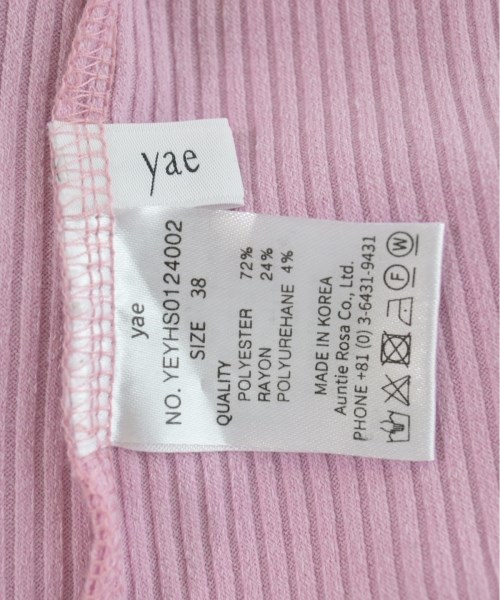 yae
yae
NO. YEYHS0124002
SIZE 38
QUALITY
POLYESTER 72%
RAYON 24%
POLYUREHANE 4%
MADE IN KOREA
Auntie Rosa Co., Ltd.
PHONE +81 (0) 3-6431-9431
F W